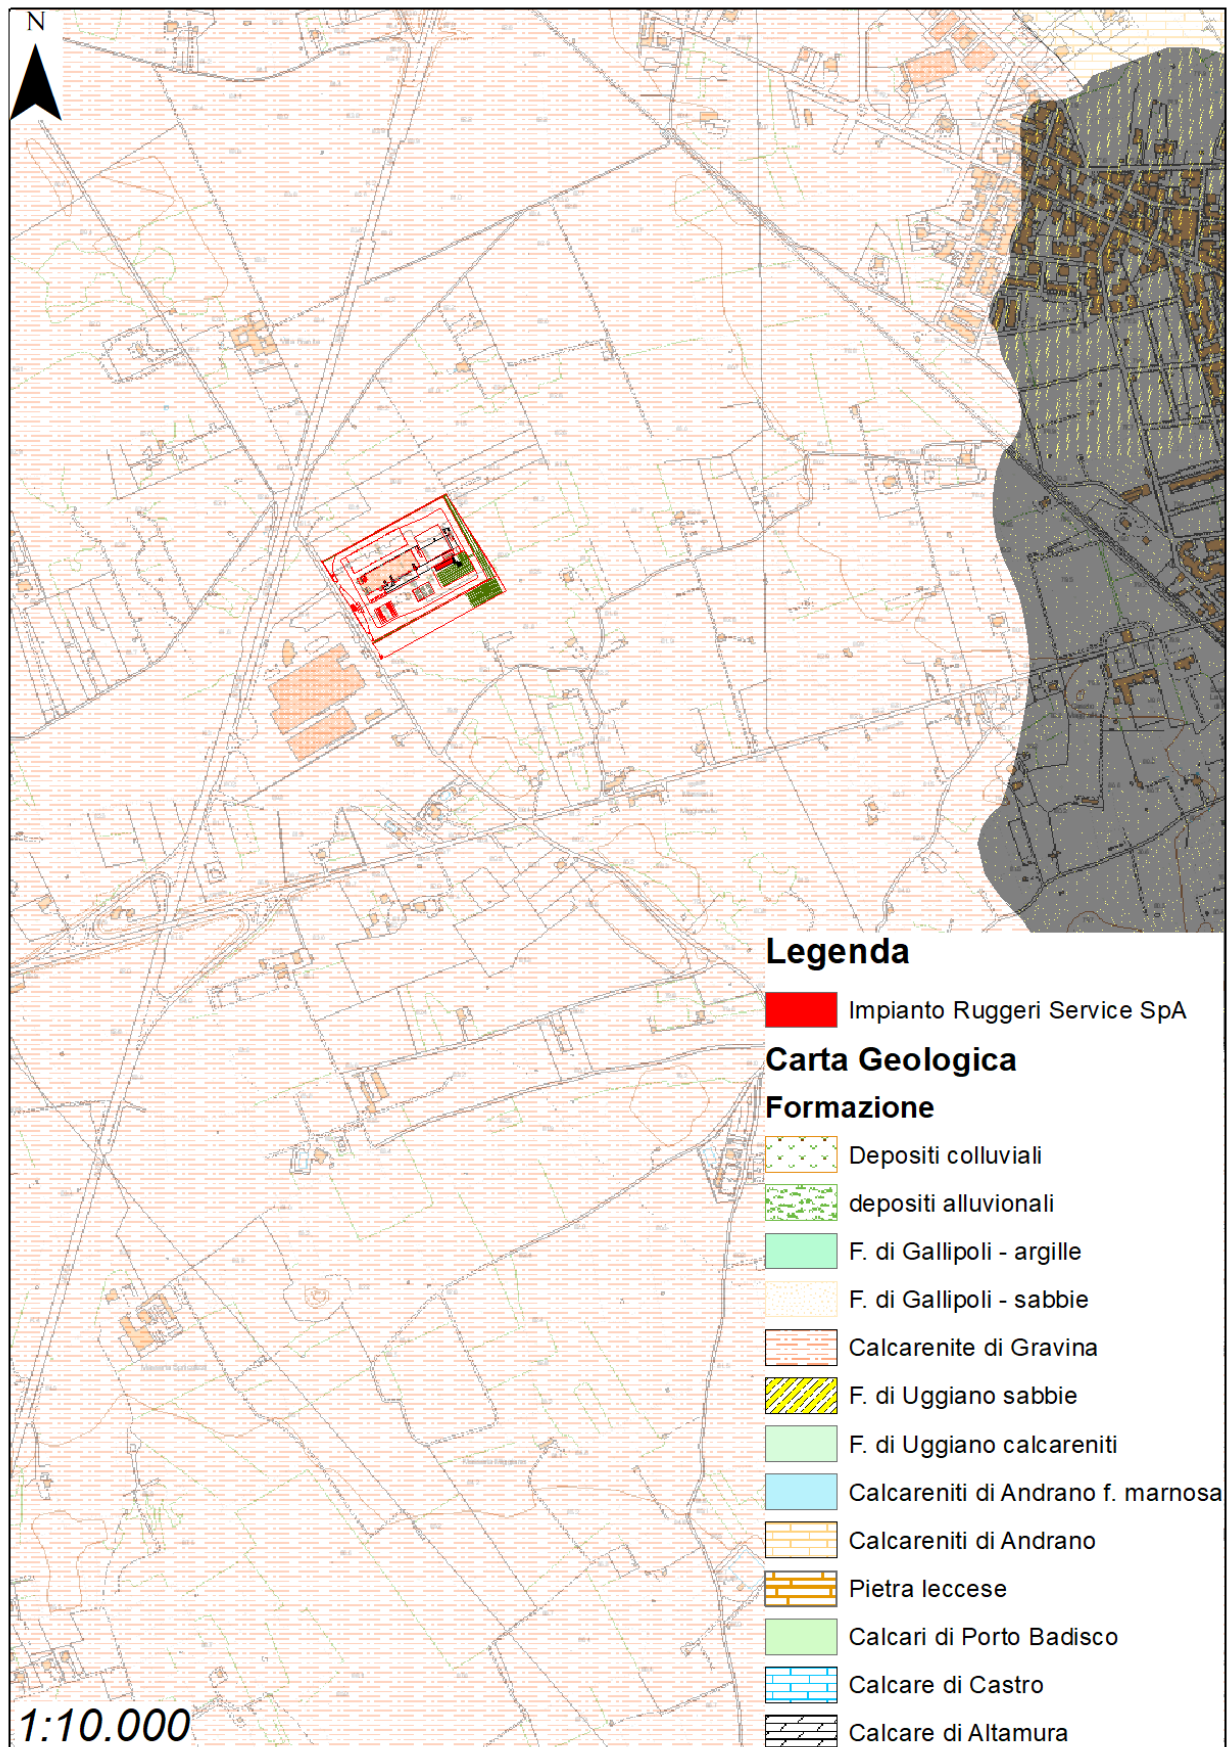 N
Legenda
Impianto Ruggeri Service SpA
Carta Geologica
Formazione
Depositi colluviali
depositi alluvionali
F. di Gallipoli - argille
F. di Gallipoli - sabbie
Calcarenite di Gravina
F. di Uggiano sabbie
F. di Uggiano calcareniti
Calcareniti di Andrano f. marnosa
Calcareniti di Andrano
Pietra leccese
Calcari di Porto Badisco
Calcare di Castro
Calcare di Altamura
1:10.000